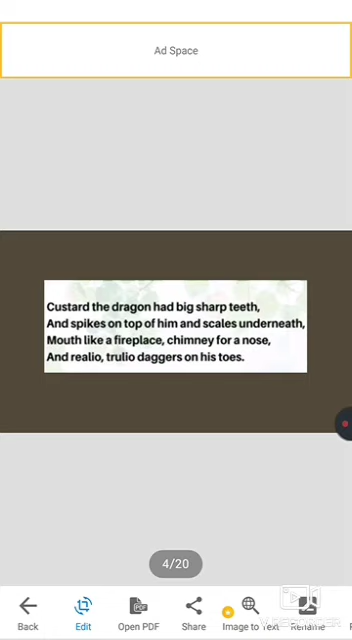 Ad Space
Custard the dragon had big sharp teeth,
And spikes on top of him and scales underneath,
Mouth like a fireplace, chimney for a nose,
And realio, trulio daggers on his toes.
4/20
PDF
Back
Edit
Open PDF
Share
Image to Text
Rename